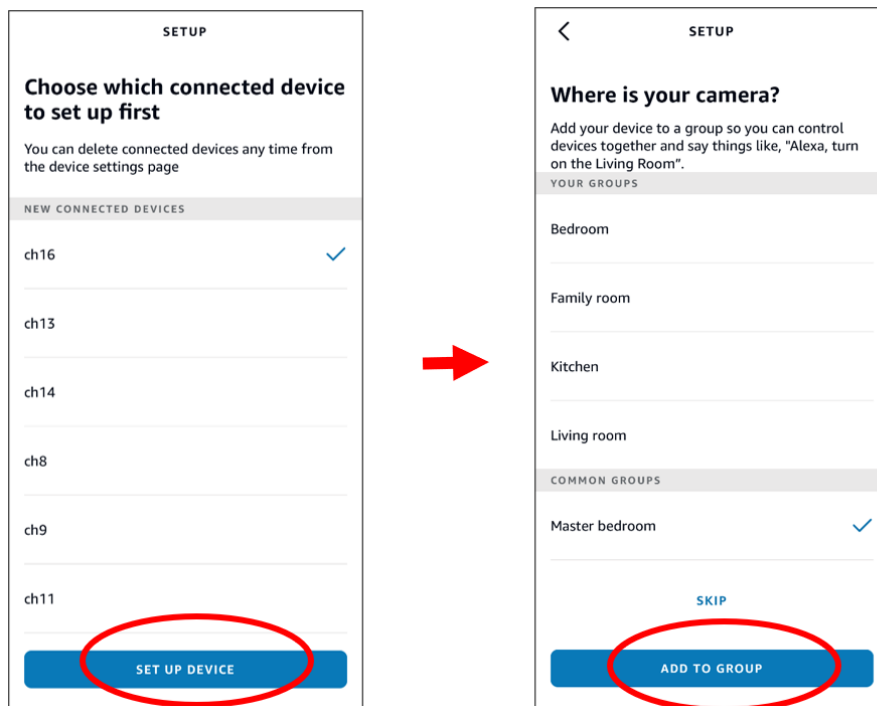 SETUP
Choose which connected device
to set up first
You can delete connected devices any time from
the device settings page
NEW CONNECTED DEVICES
ch16
ch13
ch14
ch8
ch9
ch11
SET UP DEVICE
SETUP
Where is your camera?
Add your device to a group so you can control
devices together and say things like, "Alexa, turn
on the Living Room".
YOUR GROUPS
Bedroom
Family room
Kitchen
Living room
COMMON GROUPS
Master bedroom
SKIP
ADD TO GROUP